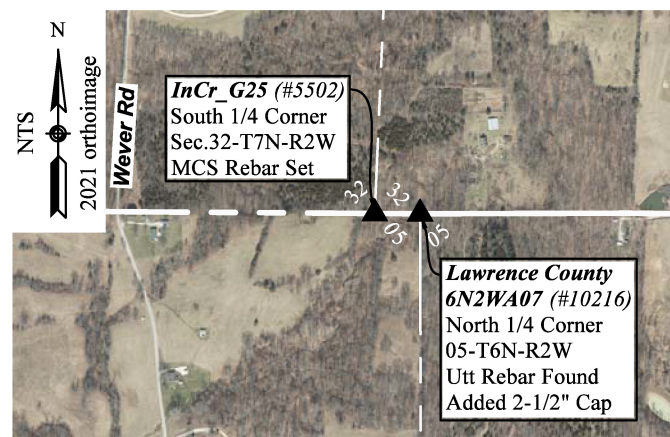 N
NTS
2021 orthoimage
Wever Rd
InCr_G25 (#5502)
South 1/4 Corner
Sec.32-T7N-R2W
MCS Rebar Set
32
32
05
05
Lawrence County
6N2WA07 (#10216)
North 1/4 Corner
05-T6N-R2W
Utt Rebar Found
Added 2-1/2" Cap